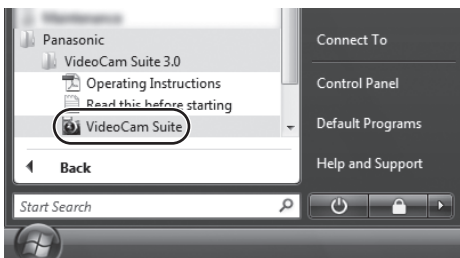 Panasonic
VideoCam Suite 3.0
Operating Instructions
Read this before starting
VideoCam Suite
Back
Start Search
Connect To
Control Panel
Default Programs
Help and Support